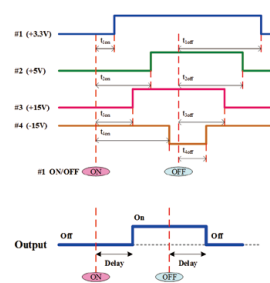 #1 (+3.3V)
t1on
t1off
#2 (+5V)
t2on
t2off
#3 (+15V)
t3on
t3off
#4 (-15V)
t4on
t4off
#1 ON/OFF
ON
OFF
On
Output
Off
Off
Delay
Delay
ON
OFF